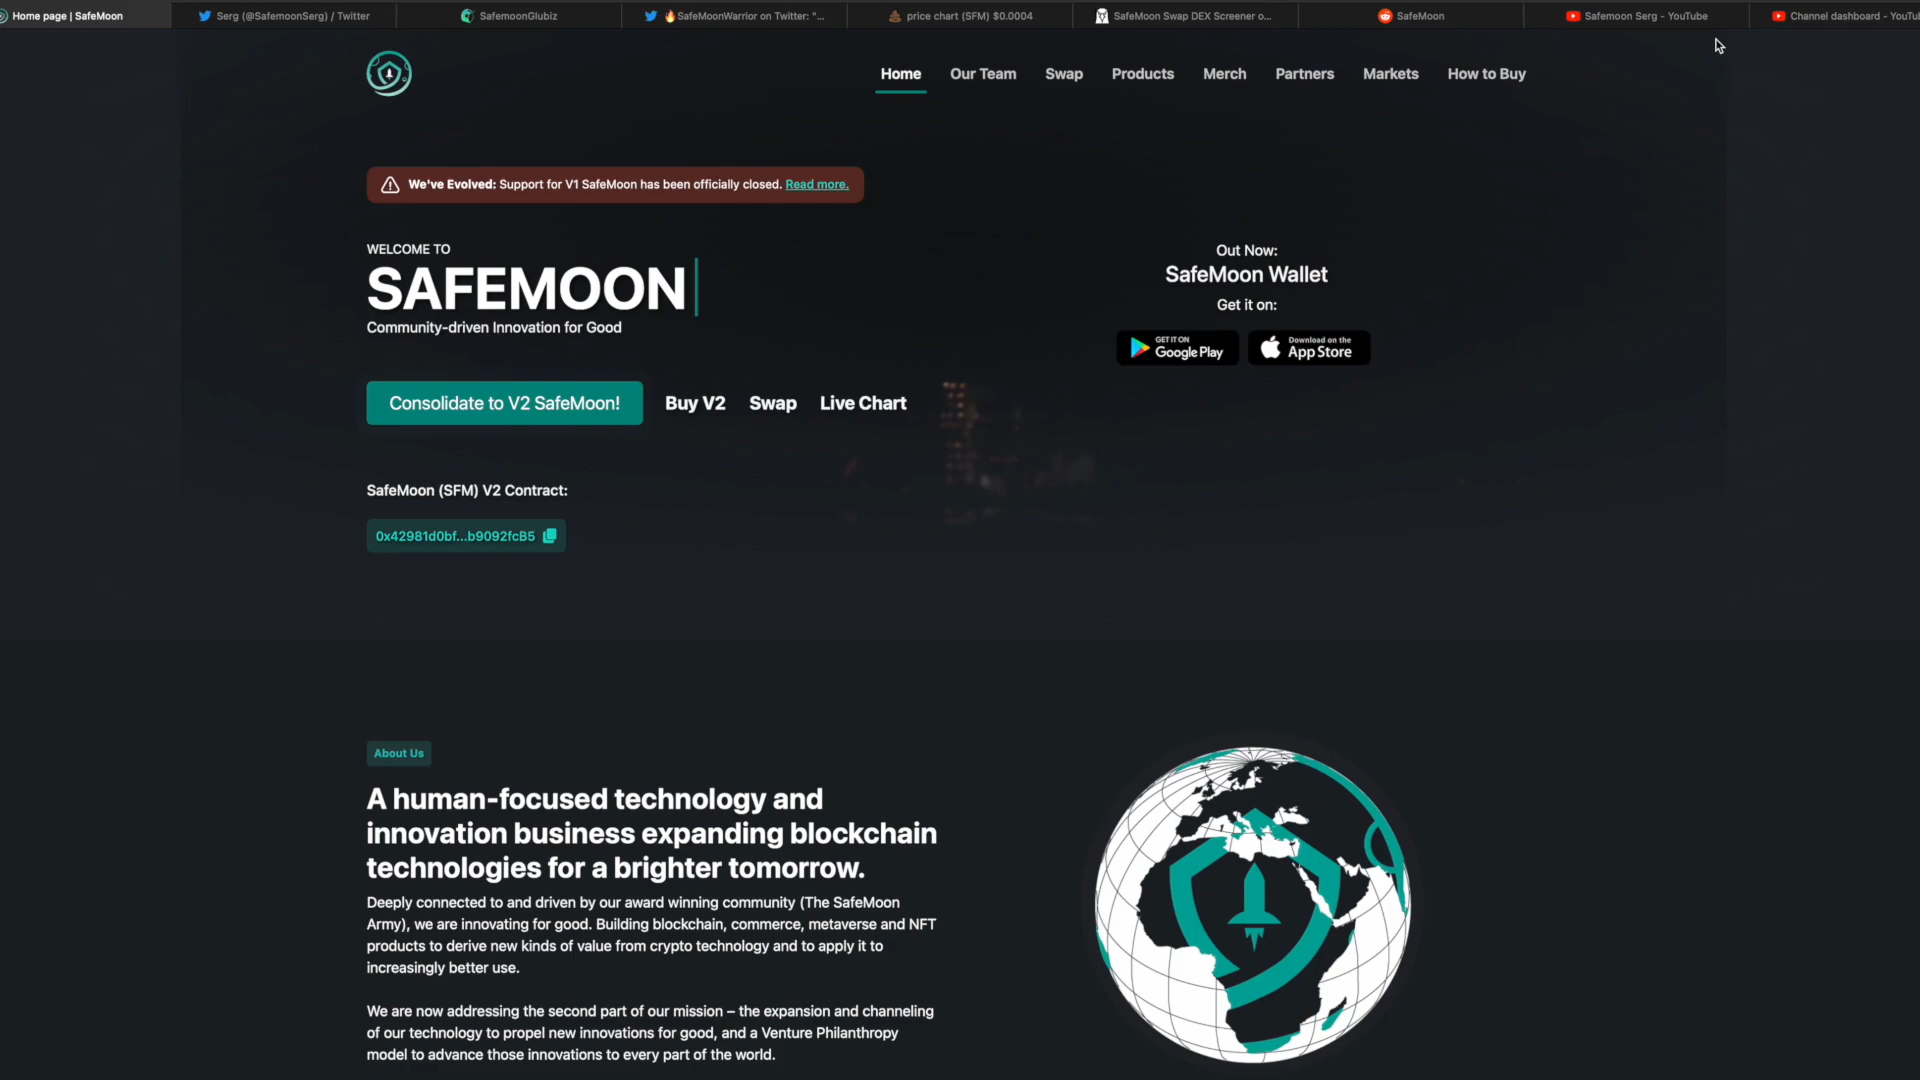 Home page | SafeMoon
Serg (@SafemoonSerg) / Twitter
SafemoonGlubiz
🔥SafeMoonWarrior on Twitter: "...
price chart (SFM) $0.0004
SafeMoon Swap DEX Screener o...
SafeMoon
Safemoon Serg - YouTube
Channel dashboard - YouTu
Home
Our Team
Swap
Products
Merch
Partners
Markets
How to Buy
We've Evolved: Support for V1 SafeMoon has been officially closed. Read more.
WELCOME TO
SAFEMOON
Community-driven Innovation for Good
Out Now:
SafeMoon Wallet
Get it on:
GET IT ON
Google Play
Download on the
App Store
Consolidate to V2 SafeMoon!
Buy V2
Swap
Live Chart
SafeMoon (SFM) V2 Contract:
0x42981d0bf...b9092fcB5
About Us
A human-focused technology and
innovation business expanding blockchain
technologies for a brighter tomorrow.
Deeply connected to and driven by our award winning community (The SafeMoon
Army), we are innovating for good. Building blockchain, commerce, metaverse and NFT
products to derive new kinds of value from crypto technology and to apply it to
increasingly better use.
We are now addressing the second part of our mission – the expansion and channeling
of our technology to propel new innovations for good, and a Venture Philanthropy
model to advance those innovations to every part of the world.